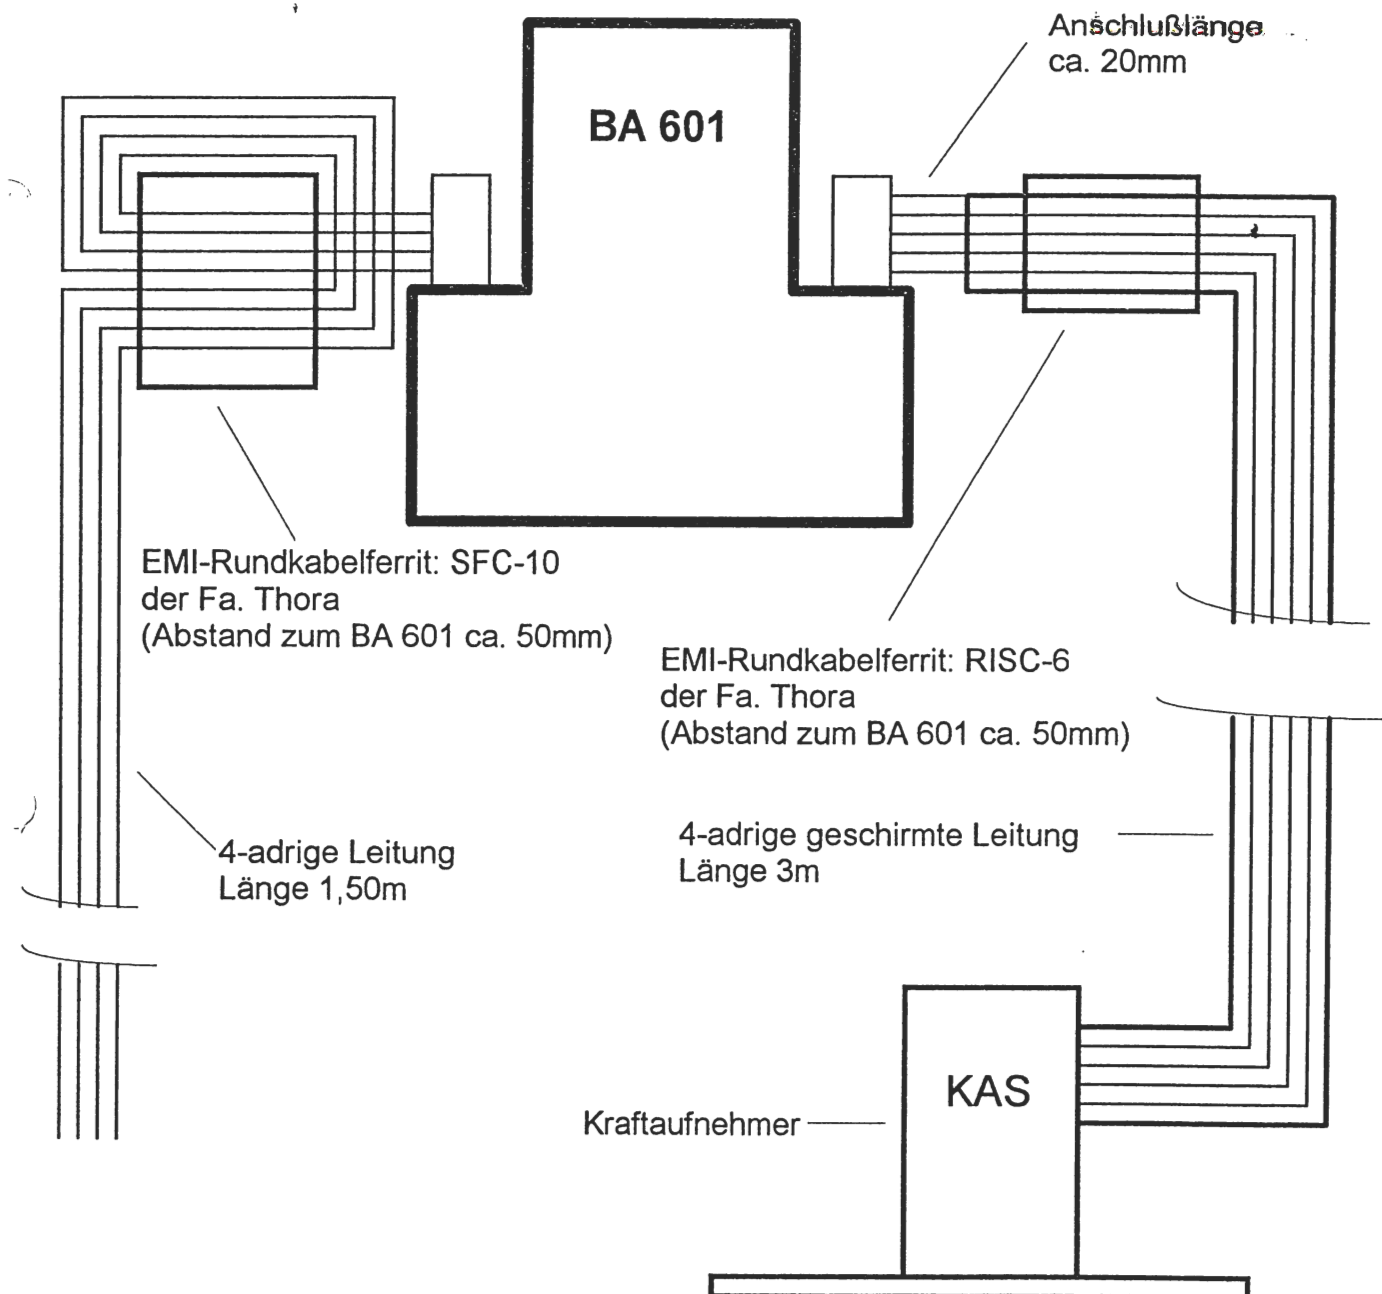 Anschlußlänge
ca. 20mm
BA 601
EMI-Rundkabelferrit: SFC-10
der Fa. Thora
(Abstand zum BA 601 ca. 50mm)
EMI-Rundkabelferrit: RISC-6
der Fa. Thora
(Abstand zum BA 601 ca. 50mm)
4-adrige Leitung
Länge 1,50m
4-adrige geschirmte Leitung
Länge 3m
KAS
Kraftaufnehmer